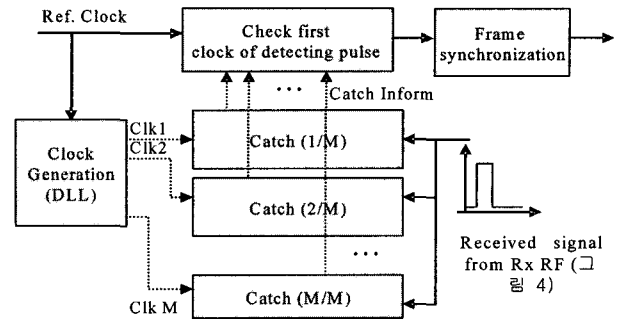 Ref. Clock
Check first
clock of detecting pulse
Frame
synchronization
...
Catch Inform
Clk1
Clk2
Clock
Generation
(DLL)
Catch (1/M)
Catch (2/M)
...
Clk M
Catch (M/M)
Received signal
from Rx RF (그
림 4)